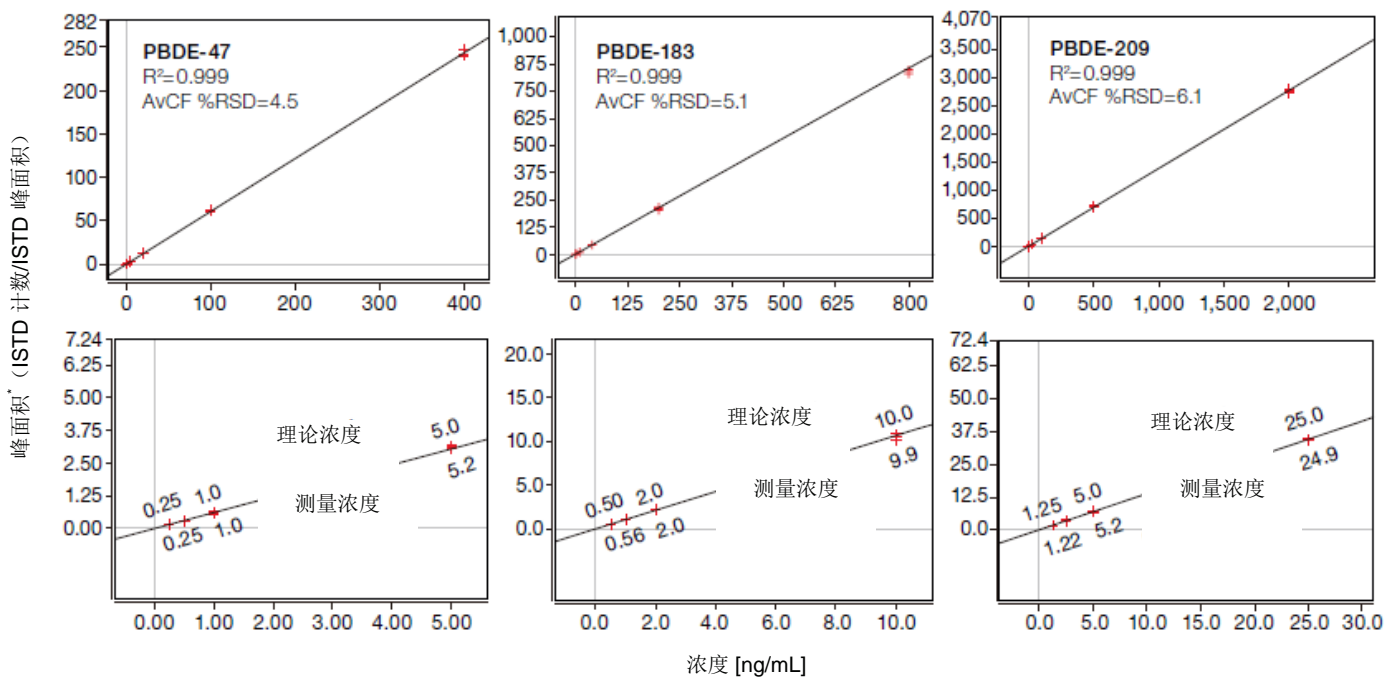 峰面积*（ISTD 计数/ISTD 峰面积）
282
250
200
150
100
50
0
PBDE-47
R²=0.999
AvCF %RSD=4.5
0 100 200 300 400
1,000
875
750
625
500
375
250
125
0
PBDE-183
R²=0.999
AvCF %RSD=5.1
0 125 250 375 500 625 800
4,070
3,500
3,000
2,500
2,000
1,500
1,000
500
0
PBDE-209
R²=0.999
AvCF %RSD=6.1
0 500 1,000 1,500 2,000
7.24
6.25
5.00
3.75
2.50
1.25
0.00
理论浓度
5.0
5.2
测量浓度
0.25 1.0
0.25 1.0
0.00 1.00 2.00 3.00 4.00 5.00
20.0
15.0
10.0
5.0
0.0
理论浓度
10.0
9.9
测量浓度
0.50 2.0
0.56 2.0
0.0 2.0 4.0 6.0 8.0 10.0
72.4
62.5
50.0
37.5
25.0
12.5
0.0
理论浓度
25.0
24.9
测量浓度
1.25 5.0
1.22 5.2
0.0 5.0 10.0 15.0 20.0 25.0 30.0
浓度 [ng/mL]